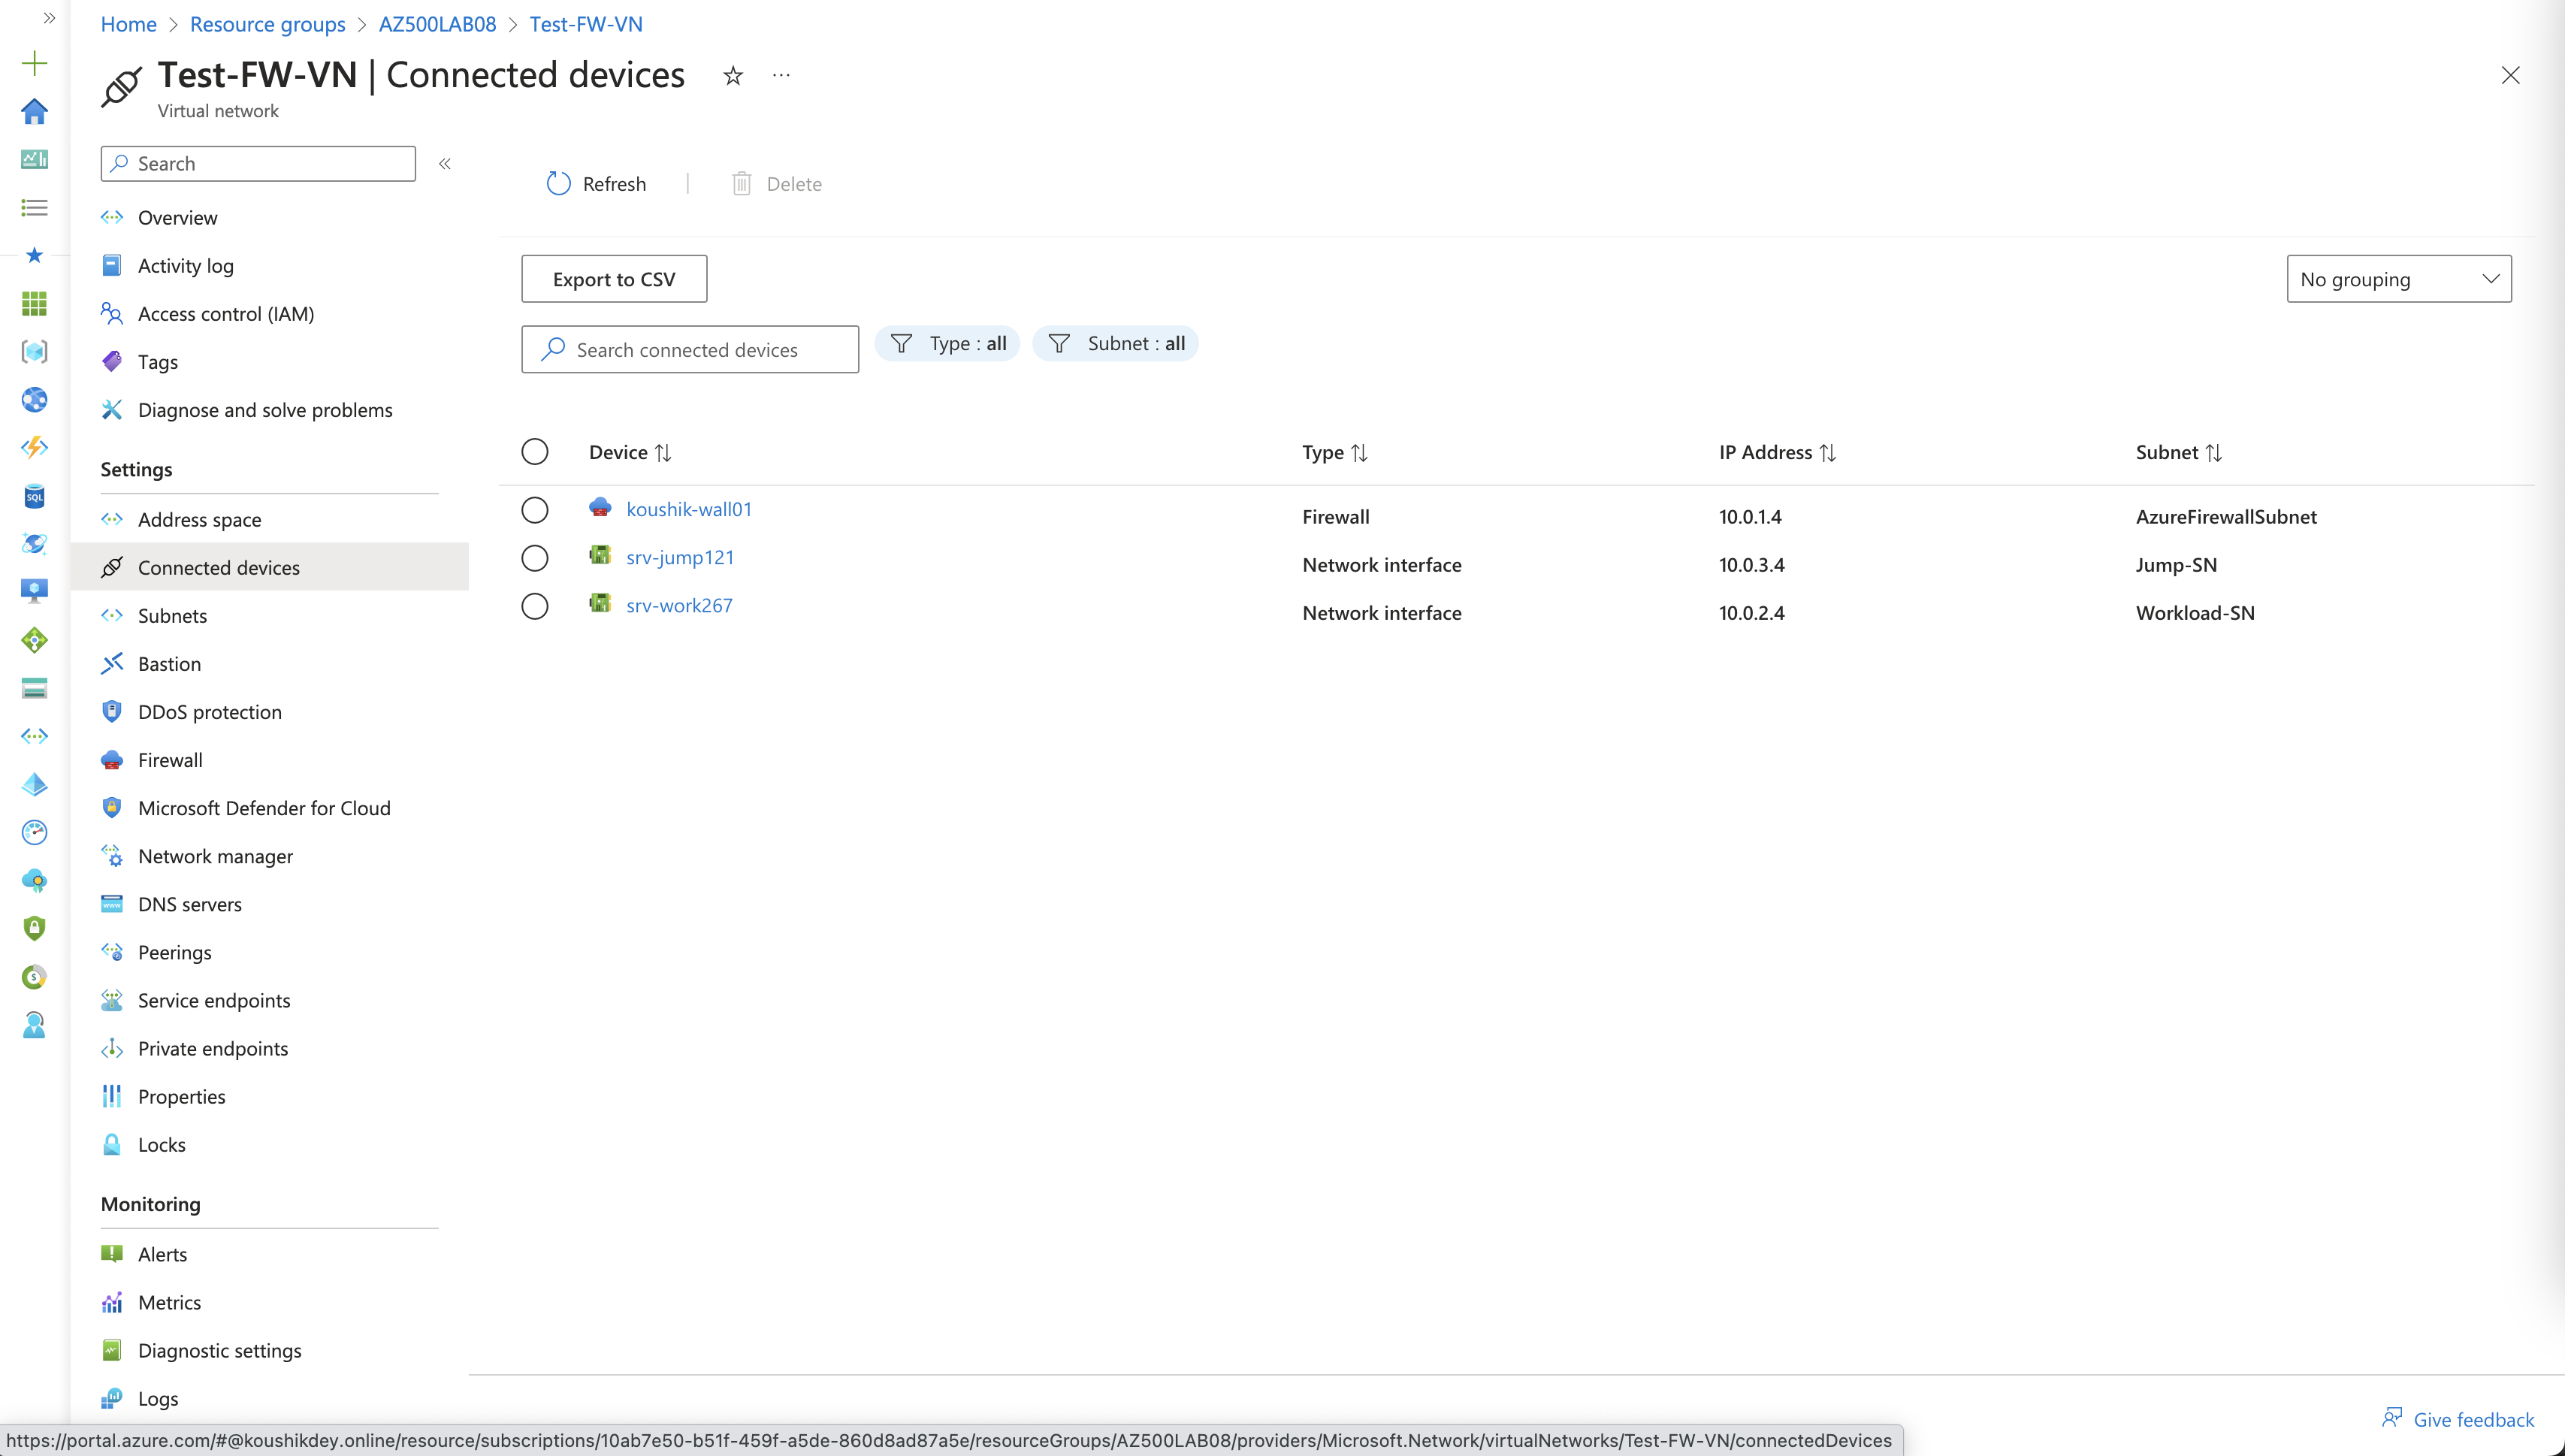 Home > Resource groups > AZ500LAB08 > Test-FW-VN
Test-FW-VN | Connected devices
Virtual network
Search
Refresh
Delete
Overview
Activity log
Access control (IAM)
Tags
Diagnose and solve problems
Settings
Address space
Connected devices
Subnets
Bastion
DDoS protection
Firewall
Microsoft Defender for Cloud
Network manager
DNS servers
Peerings
Service endpoints
Private endpoints
Properties
Locks
Monitoring
Alerts
Metrics
Diagnostic settings
Logs
Export to CSV
No grouping
Search connected devices
Type : all
Subnet : all
Device Type IP Address Subnet
koushik-wall01 Firewall 10.0.1.4 AzureFirewallSubnet
srv-jump121 Network interface 10.0.3.4 Jump-SN
srv-work267 Network interface 10.0.2.4 Workload-SN
Give feedback
https://portal.azure.com/#@koushikdey.online/resource/subscriptions/10ab7e50-b51f-459f-a5de-860d8ad87a5e/resourceGroups/AZ500LAB08/providers/Microsoft.Network/virtualNetworks/Test-FW-VN/connectedDevices